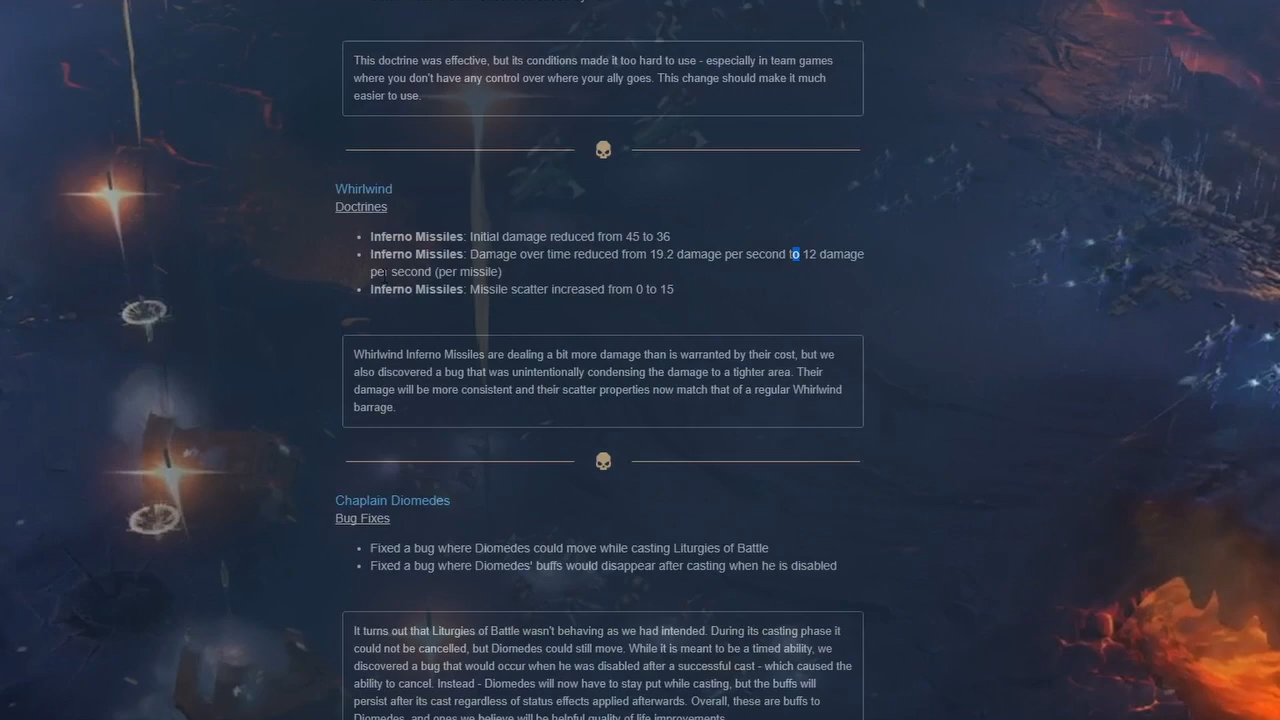 This doctrine was effective, but its conditions made it too hard to use - especially in team games
where you don't have any control over where your ally goes. This change should make it much
easier to use.
Whirlwind
Doctrines
• Inferno Missiles: Initial damage reduced from 45 to 36
• Inferno Missiles: Damage over time reduced from 19.2 damage per second to 12 damage
per second (per missile)
• Inferno Missiles: Missile scatter increased from 0 to 15
Whirlwind Inferno Missiles are dealing a bit more damage than is warranted by their cost, but we
also discovered a bug that was unintentionally condensing the damage to a tighter area. Their
damage will be more consistent and their scatter properties now match that of a regular Whirlwind
barrage.
Chaplain Diomedes
Bug Fixes
• Fixed a bug where Diomedes could move while casting Liturgies of Battle
• Fixed a bug where Diomedes' buffs would disappear after casting when he is disabled
It turns out that Liturgies of Battle wasn't behaving as we had intended. During its casting phase it
could not be cancelled, but Diomedes could still move. While it is meant to be a timed ability, we
discovered a bug that would occur when he was disabled after a successful cast - which caused the
ability to cancel. Instead - Diomedes will now have to stay put while casting, but the buffs will
persist after its cast regardless of status effects applied afterwards. Overall, these are buffs to
Diomedes, and ones we believe will be helpful quality of life improvements.